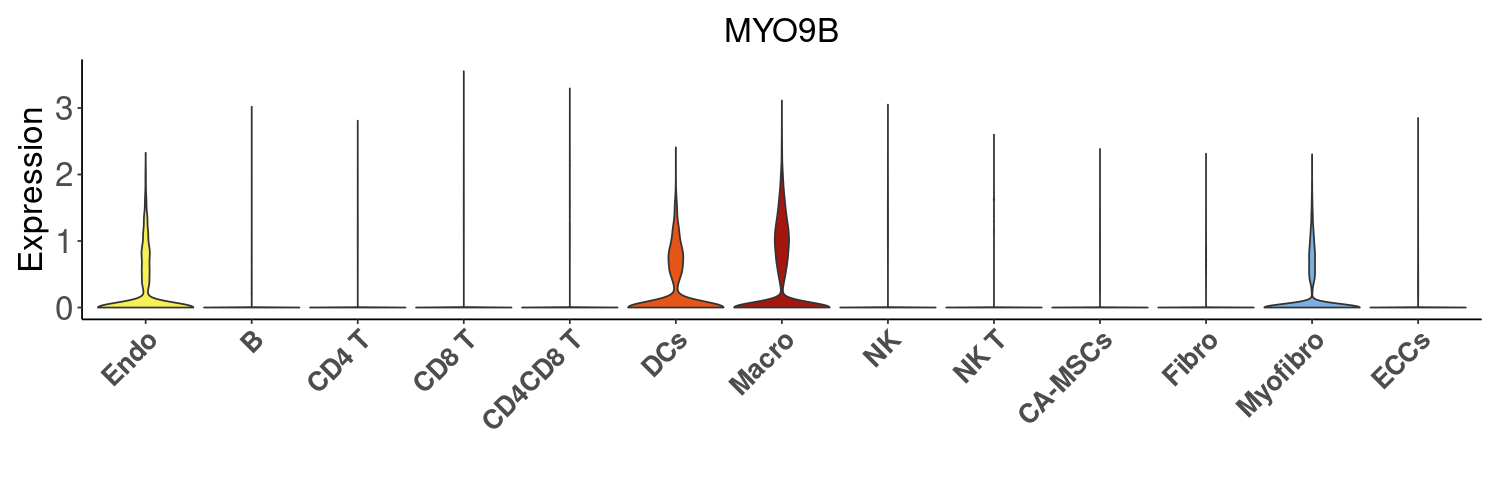 MYO9B
Expression
3
2
1
0
Endo
B
CD4 T
CD8 T
CD4CD8 T
DCs
Macro
NK
NK T
CA-MSCs
Fibro
Myofibro
ECCs